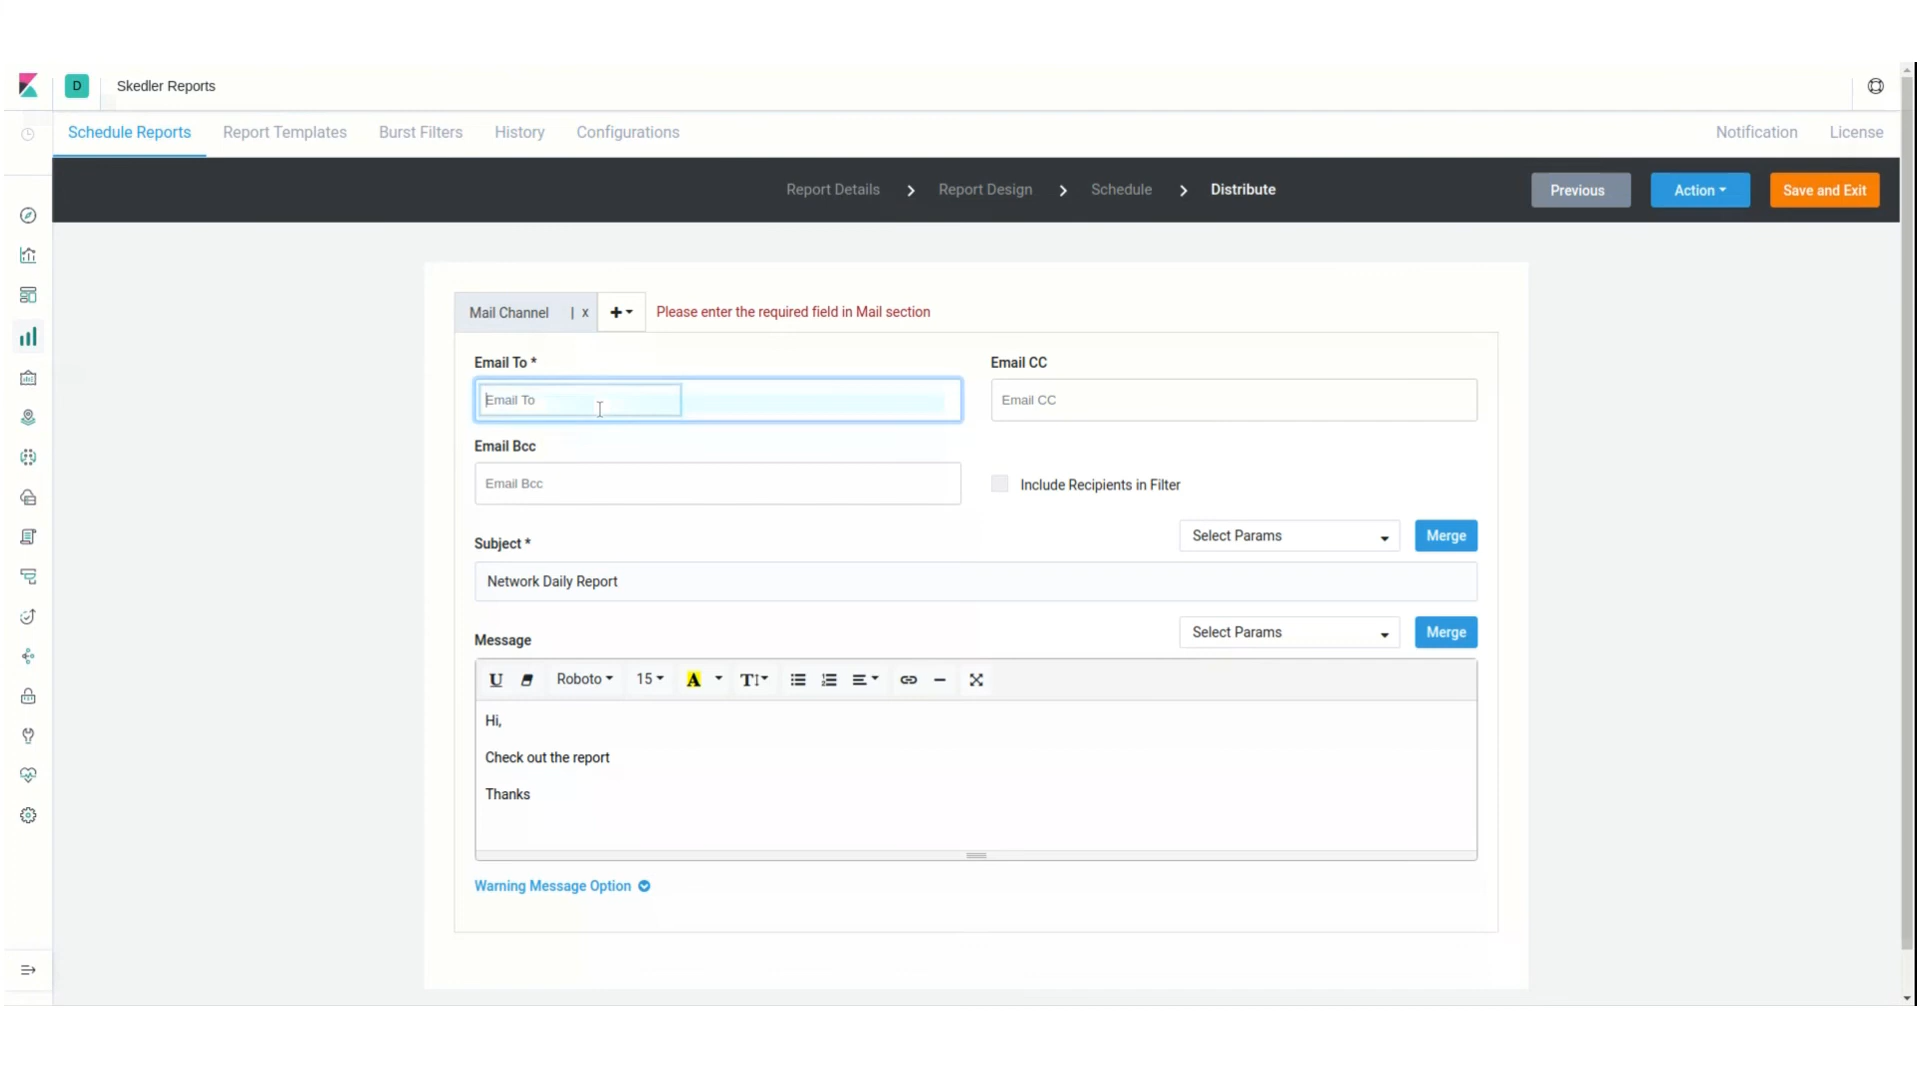 D Skedler Reports
Schedule Reports Report Templates Burst Filters History Configurations Notification License
Report Details Report Design Schedule Distribute Previous Action Save and Exit
Mail Channel | x Please enter the required field in Mail section
Email To * Email CC
Email To Email CC
Email Bcc
Email Bcc Include Recipients in Filter
Subject * Select Params Merge
Network Daily Report
Message Select Params Merge
U Roboto 15 A TI
Hi,
Check out the report
Thanks
Warning Message Option